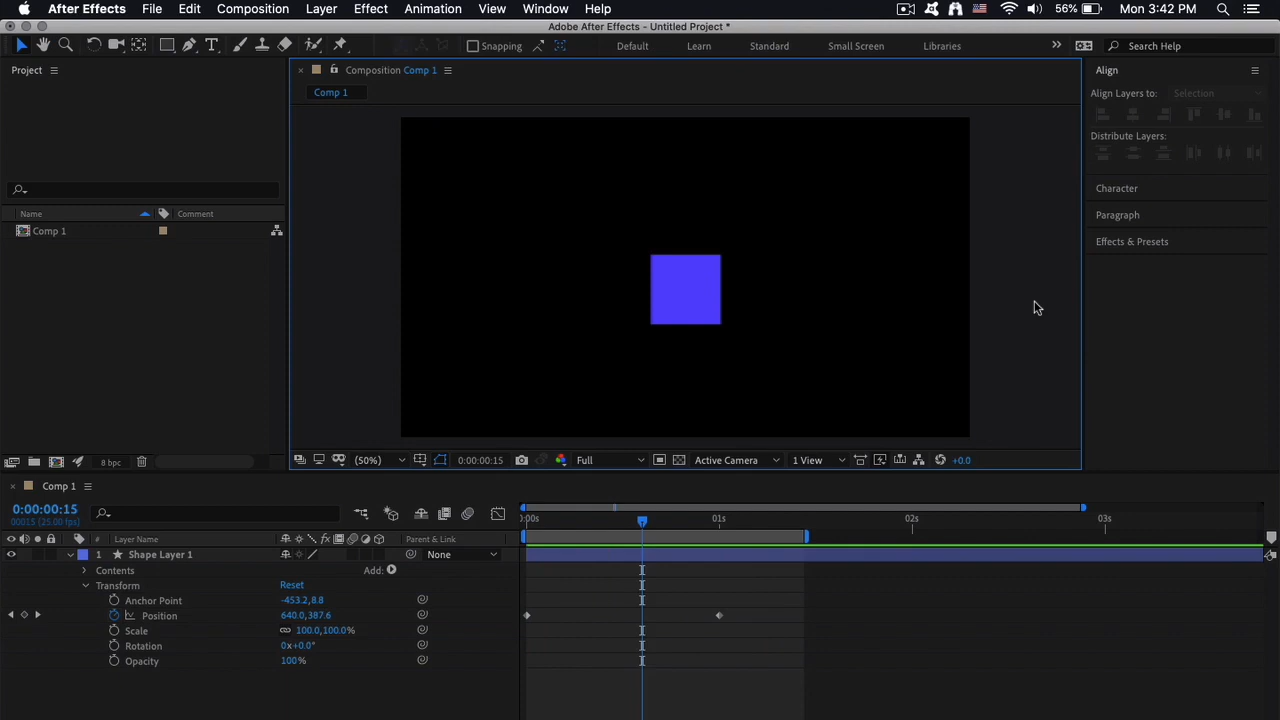 After Effects File Edit Composition Layer Effect Animation View Window Help 56% Mon 3:42 PM
Adobe After Effects - Untitled Project *
Snapping Default Learn Standard Small Screen Libraries » Search Help
Project Composition Comp 1 Align
Comp 1 Align Layers to: Selection
Distribute Layers:
Character
Paragraph
Name Comment
Comp 1 Effects & Presets
8 bpc (50%) 0:00:00:15 Full Active Camera 1 View +0.0
Comp 1
0:00:00:15
00015 (25.00 fps) :00s 01s 02s 03s
# Layer Name Parent & Link
1 Shape Layer 1 None
Contents Add:
Transform Reset
Anchor Point -453.2,8.8
Position 640.0,387.6
Scale 100.0,100.0%
Rotation 0x+0.0°
Opacity 100%